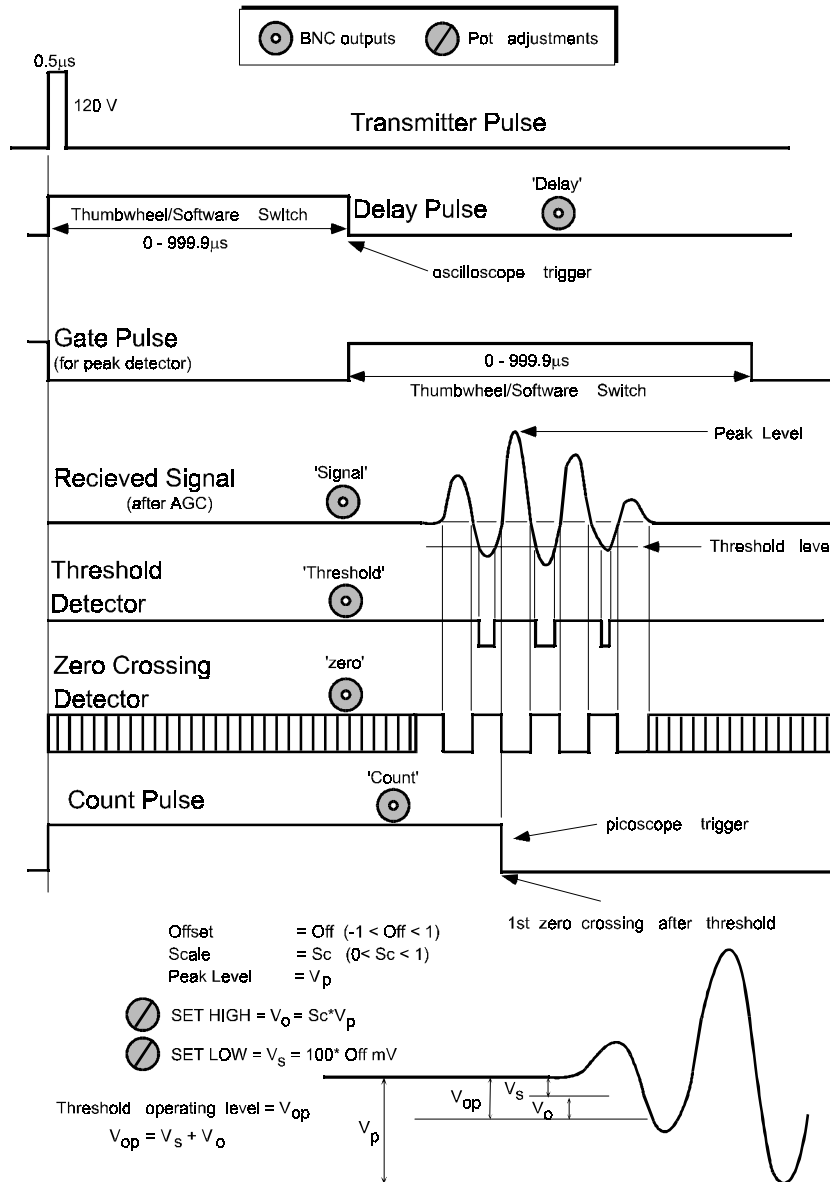 BNC outputs
Pot adjustments
0.5μs
120 V
Transmitter Pulse
'Delay'
Thumbwheel/Software Switch
Delay Pulse
0 - 999.9μs
oscilloscope trigger
Gate Pulse
(for peak detector)
0 - 999.9μs
Thumbwheel/Software Switch
Peak Level
Recieved Signal
(after AGC)
'Signal'
Threshold level
Threshold
Detector
'Threshold'
Zero Crossing
Detector
'zero'
Count Pulse
'Count'
picoscope trigger
1st zero crossing after threshold
Offset = Off (-1 < Off < 1)
Scale = Sc (0< Sc < 1)
Peak Level = Vp
SET HIGH = Vo = Sc*Vp
SET LOW = Vs = 100* Off mV
Threshold operating level = Vop
Vop = Vs + Vo
Vp
Vop
Vs
Vo